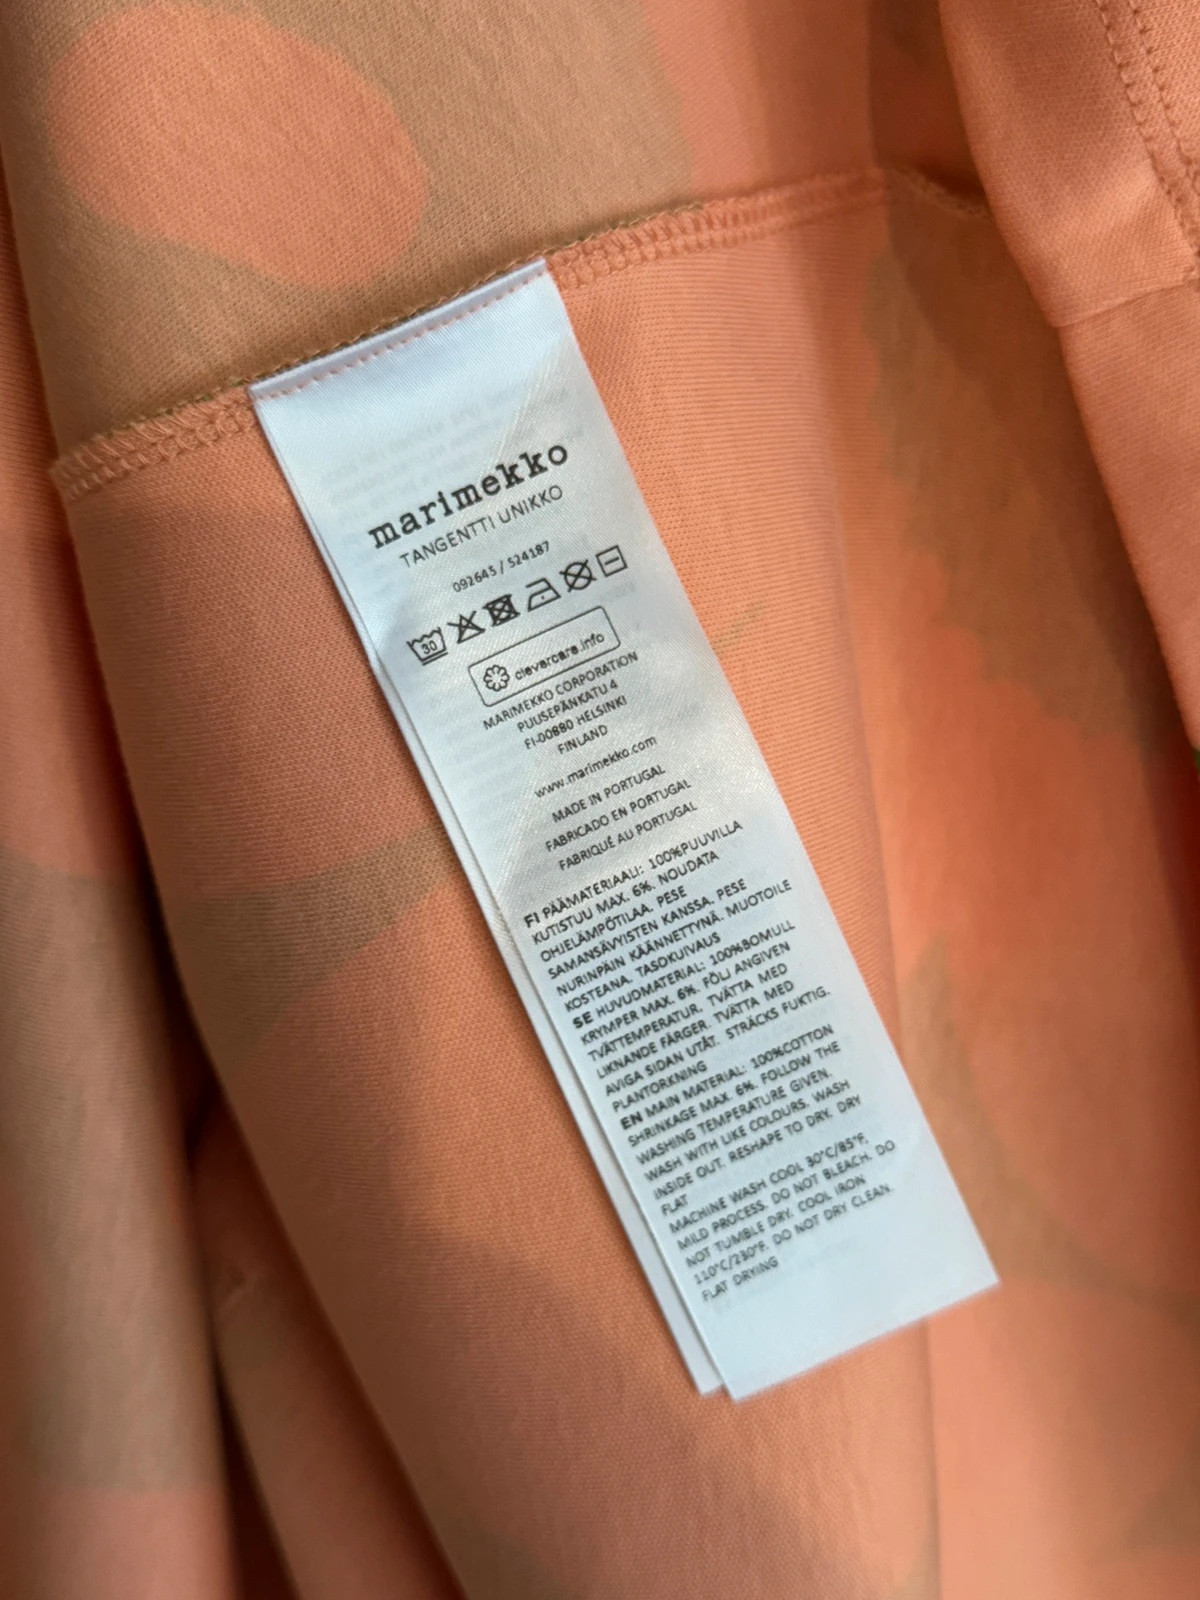 marimekko
TANGENTTI UNIKKO
092645 / 524187
30
clevercare.info
MARIMEKKO CORPORATION
PUUSEPÄNKATU 4
FI-00880 HELSINKI
FINLAND
www.marimekko.com
MADE IN PORTUGAL
FABRICADO EN PORTUGAL
FABRIQUÉ AU PORTUGAL
FI PÄÄMATERIAALI: 100%PUUVILLA
KUTISTUU MAX. 6%. NOUDATA
OHJELÄMPÖTILAA. PESE
SAMANSÄVYISTEN KANSSA. PESE
NURINPÄIN KÄÄNNETTYNÄ. MUOTOILE
KOSTEANA. TASOKUIVAUS
SE HUVUDMATERIAL: 100%BOMULL
KRYMPER MAX. 6%. FÖLJ ANGIVEN
TVÄTTEMPERATUR. TVÄTTA MED
LIKNANDE FÄRGER. TVÄTTA MED
AVIGA SIDAN UTÅT. STRÄCKS FUKTIG.
PLANTORKNING
EN MAIN MATERIAL: 100%COTTON
SHRINKAGE MAX. 6%. FOLLOW THE
WASHING TEMPERATURE GIVEN.
WASH WITH LIKE COLOURS. WASH
INSIDE OUT. RESHAPE TO DRY. DRY
FLAT
MACHINE WASH COOL 30°C/85°F,
MILD PROCESS. DO NOT BLEACH. DO
NOT TUMBLE DRY. COOL IRON
110°C/230°F. DO NOT DRY CLEAN.
FLAT DRYING